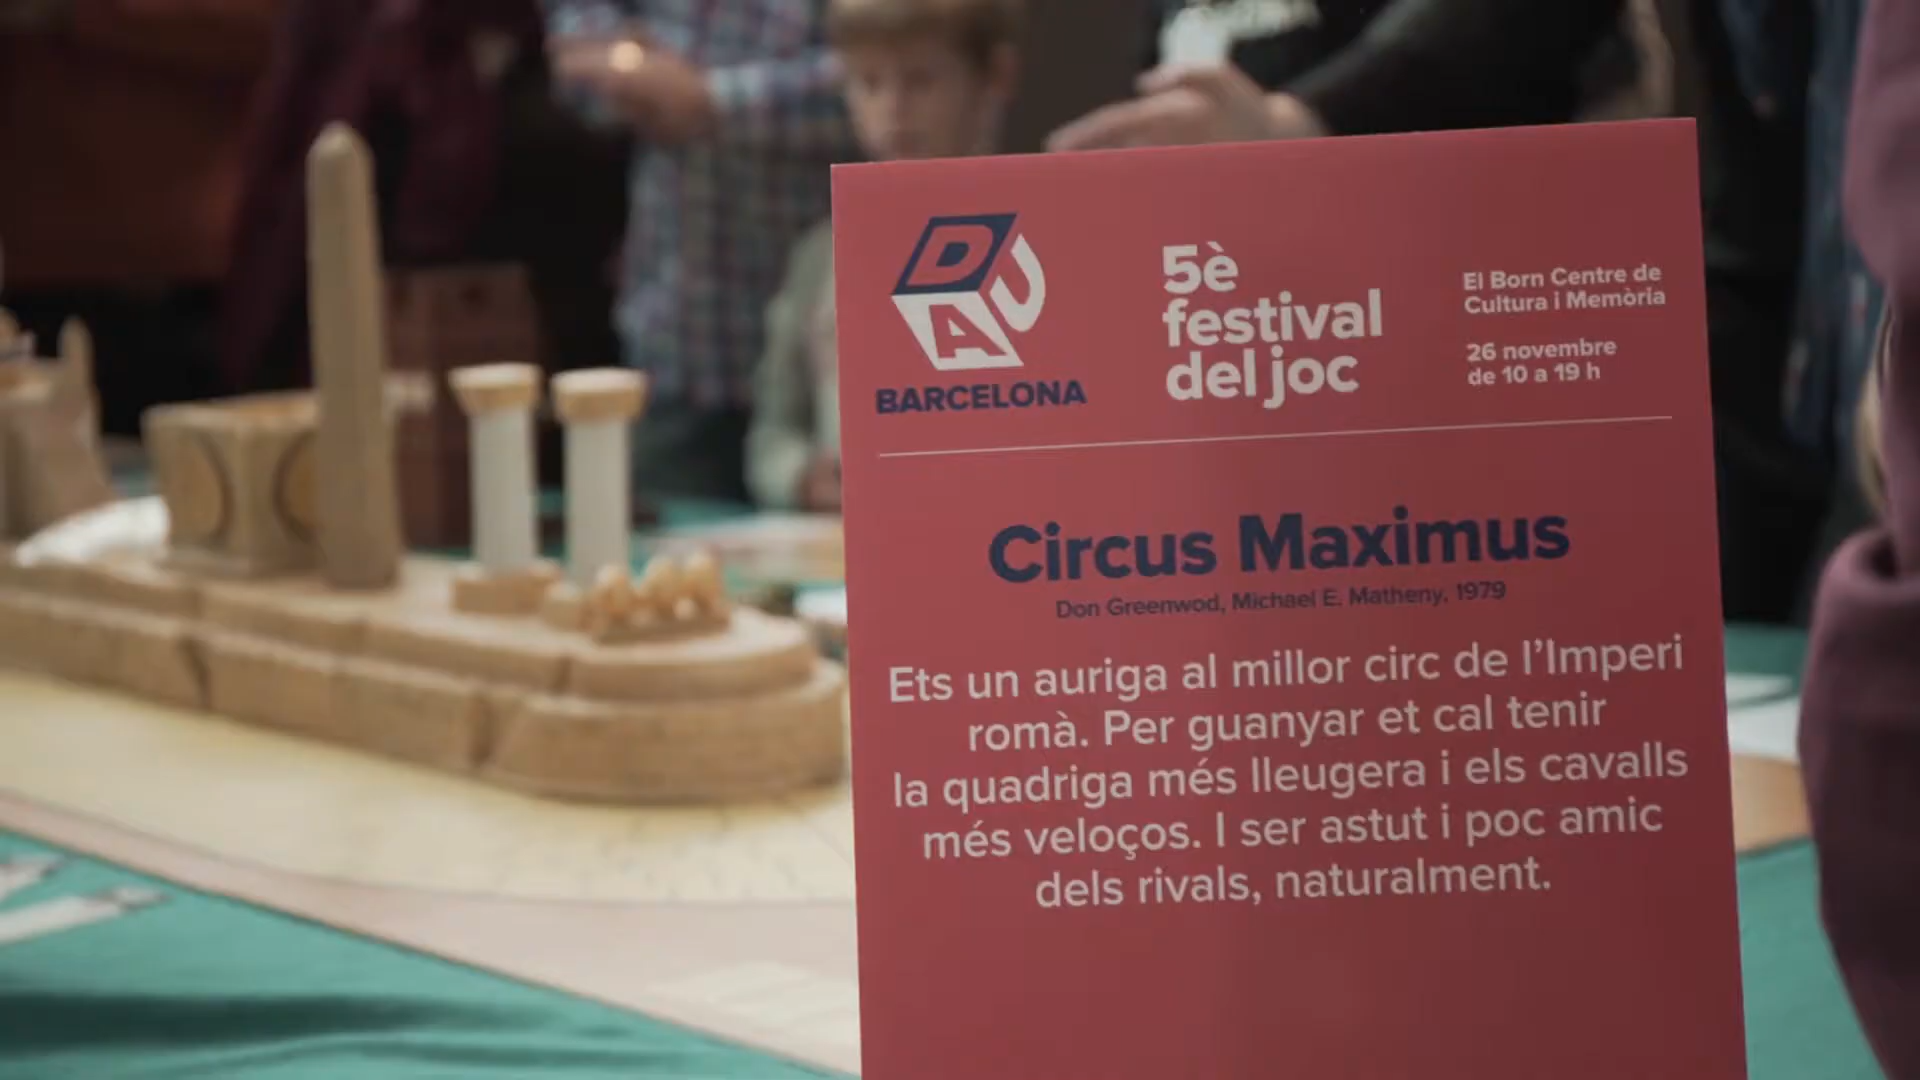 DAU
BARCELONA
5è
festival
del joc
El Born Centre de
Cultura i Memòria
26 novembre
de 10 a 19 h
Circus Maximus
Don Greenwod, Michael E. Matheny, 1979
Ets un auriga al millor circ de l’Imperi
romà. Per guanyar et cal tenir
la quadriga més lleugera i els cavalls
més veloços. I ser astut i poc amic
dels rivals, naturalment.